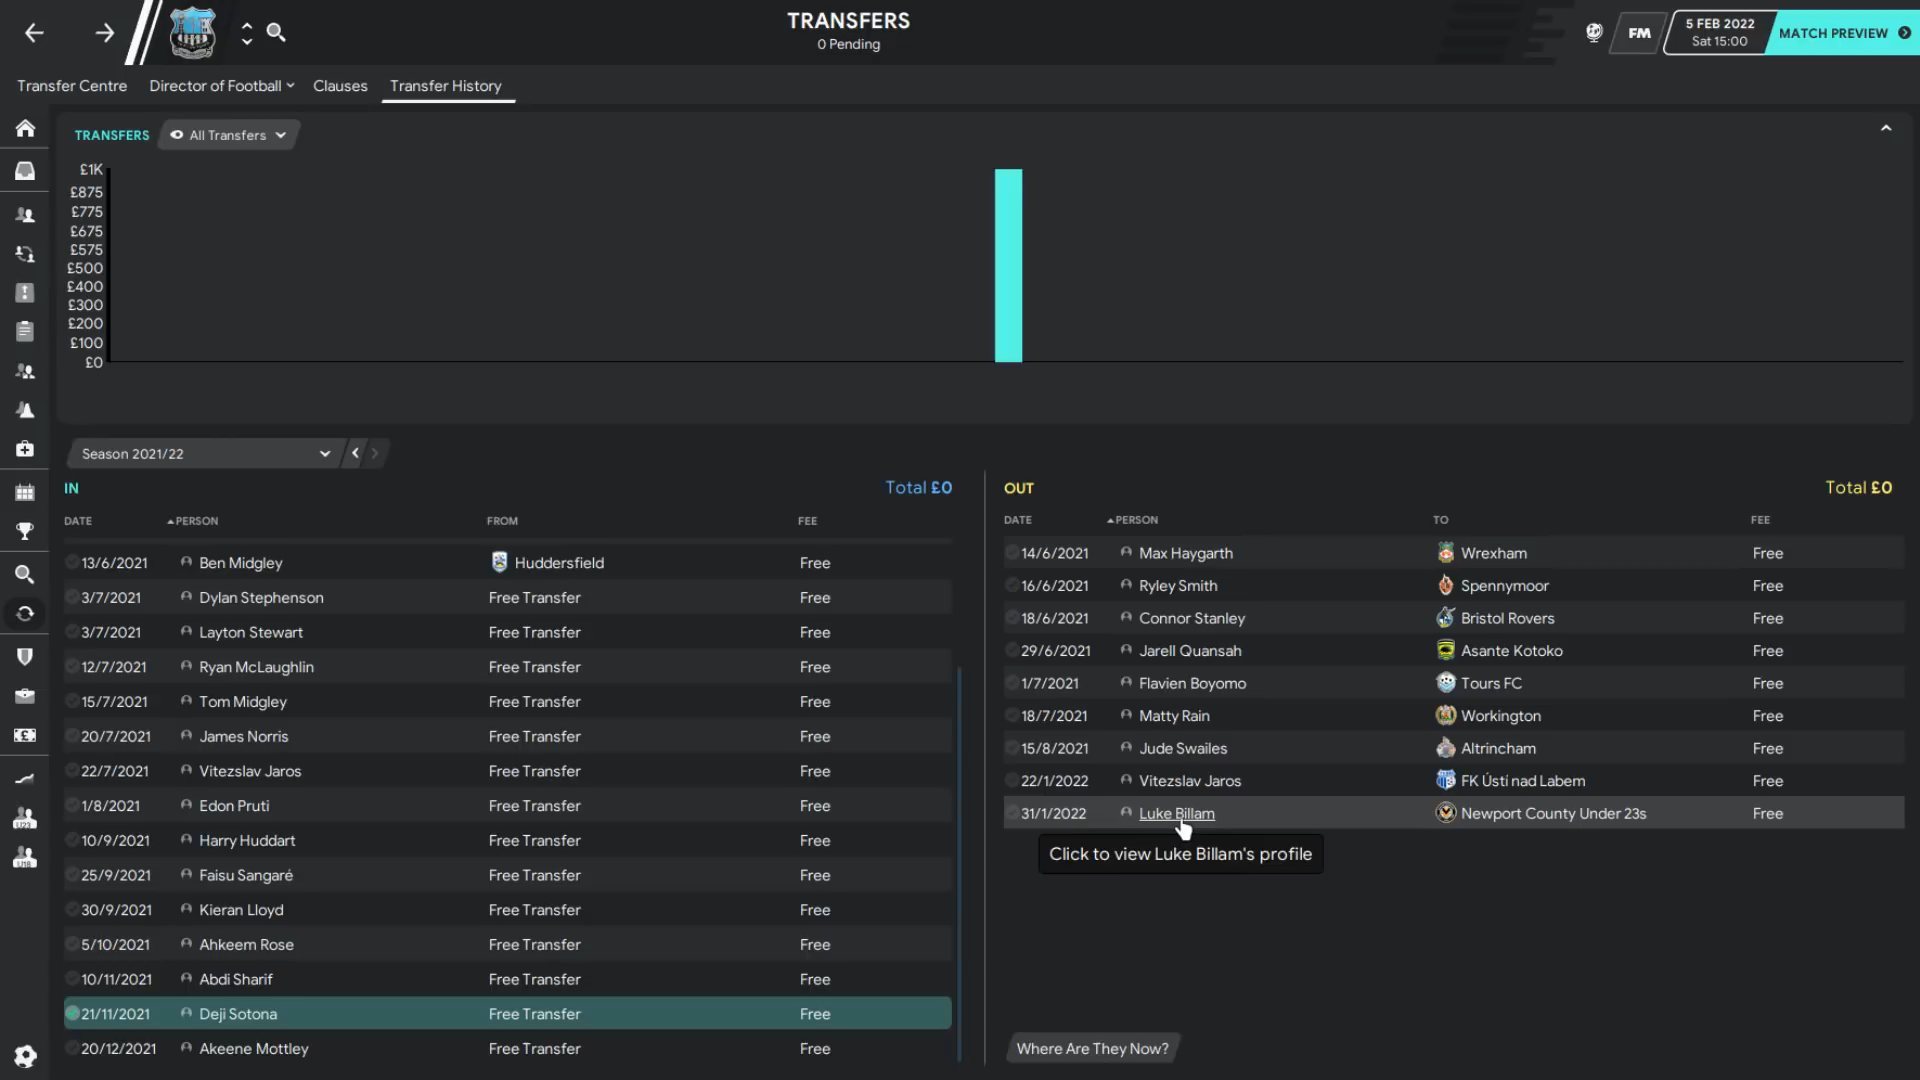 TRANSFERS
0 Pending
FM
5 FEB 2022
Sat 15:00
MATCH PREVIEW
Transfer Centre
Director of Football
Clauses
Transfer History
TRANSFERS
All Transfers
£1K
£875
£775
£675
£575
£500
£400
£300
£200
£100
£0
Season 2021/22
IN
Total £0
DATE PERSON FROM FEE
13/6/2021 Ben Midgley Huddersfield Free
3/7/2021 Dylan Stephenson Free Transfer Free
3/7/2021 Layton Stewart Free Transfer Free
12/7/2021 Ryan McLaughlin Free Transfer Free
15/7/2021 Tom Midgley Free Transfer Free
20/7/2021 James Norris Free Transfer Free
22/7/2021 Vitezslav Jaros Free Transfer Free
1/8/2021 Edon Pruti Free Transfer Free
10/9/2021 Harry Huddart Free Transfer Free
25/9/2021 Faisu Sangaré Free Transfer Free
30/9/2021 Kieran Lloyd Free Transfer Free
5/10/2021 Ahkeem Rose Free Transfer Free
10/11/2021 Abdi Sharif Free Transfer Free
21/11/2021 Deji Sotona Free Transfer Free
20/12/2021 Akeene Mottley Free Transfer Free
OUT
Total £0
DATE PERSON TO FEE
14/6/2021 Max Haygarth Wrexham Free
16/6/2021 Ryley Smith Spennymoor Free
18/6/2021 Connor Stanley Bristol Rovers Free
29/6/2021 Jarell Quansah Asante Kotoko Free
1/7/2021 Flavien Boyomo Tours FC Free
18/7/2021 Matty Rain Workington Free
15/8/2021 Jude Swailes Altrincham Free
22/1/2022 Vitezslav Jaros FK Ústí nad Labem Free
31/1/2022 Luke Billam Newport County Under 23s Free
Click to view Luke Billam's profile
Where Are They Now?
U23
U18